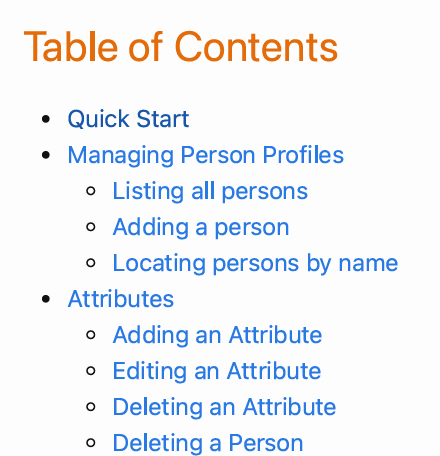 Table of Contents
Quick Start
Managing Person Profiles
Listing all persons
Adding a person
Locating persons by name
Attributes
Adding an Attribute
Editing an Attribute
Deleting an Attribute
Deleting a Person